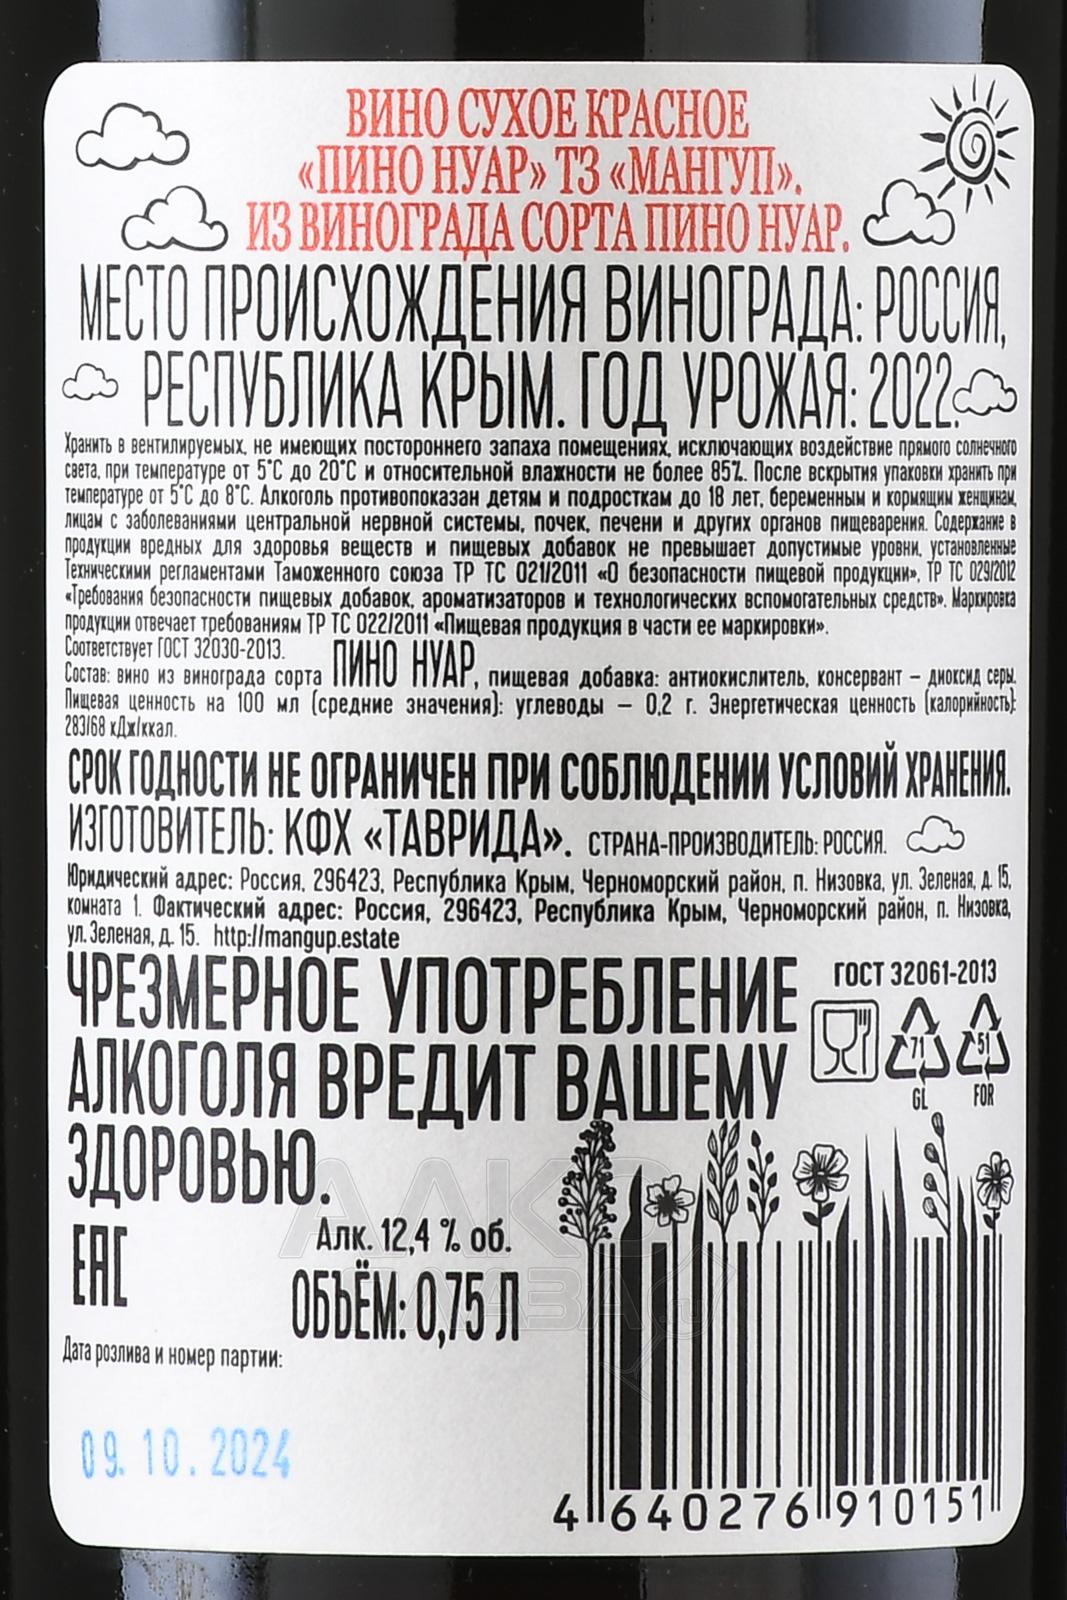 ВИНО СУХОЕ КРАСНОЕ
«ПИНО НУАР» ТЗ «МАНГУП».
ИЗ ВИНОГРАДА СОРТА ПИНО НУАР.
МЕСТО ПРОИСХОЖДЕНИЯ ВИНОГРАДА: РОССИЯ,
РЕСПУБЛИКА КРЫМ. ГОД УРОЖАЯ: 2022.
Хранить в вентилируемых, не имеющих постороннего запаха помещениях, исключающих воздействие прямого солнечного
света, при температуре от 5°С до 20°С и относительной влажности не более 85%. После вскрытия упаковки хранить при
температуре от 5°С до 8°С. Алкоголь противопоказан детям и подросткам до 18 лет, беременным и кормящим женщинам,
лицам с заболеваниями центральной нервной системы, почек, печени и других органов пищеварения. Содержание в
продукции вредных для здоровья веществ и пищевых добавок не превышает допустимые уровни, установленные
Техническими регламентами Таможенного союза ТР ТС 021/2011 «О безопасности пищевой продукции», ТР ТС 029/2012
«Требования безопасности пищевых добавок, ароматизаторов и технологических вспомогательных средств». Маркировка
продукции отвечает требованиям ТР ТС 022/2011 «Пищевая продукция в части ее маркировки».
Соответствует ГОСТ 32030-2013.
Состав: вино из винограда сорта ПИНО НУАР, пищевая добавка: антиокислитель, консервант – диоксид серы.
Пищевая ценность на 100 мл (средние значения): углеводы – 0,2 г. Энергетическая ценность (калорийность):
283/68 кДж/ккал.
СРОК ГОДНОСТИ НЕ ОГРАНИЧЕН ПРИ СОБЛЮДЕНИИ УСЛОВИЙ ХРАНЕНИЯ.
ИЗГОТОВИТЕЛЬ: КФХ «ТАВРИДА». СТРАНА-ПРОИЗВОДИТЕЛЬ: РОССИЯ.
Юридический адрес: Россия, 296423, Республика Крым, Черноморский район, п. Низовка, ул. Зеленая, д. 15,
комната 1. Фактический адрес: Россия, 296423, Республика Крым, Черноморский район, п. Низовка,
ул. Зеленая, д. 15. http://mangup.estate
ЧРЕЗМЕРНОЕ УПОТРЕБЛЕНИЕ
АЛКОГОЛЯ ВРЕДИТ ВАШЕМУ
ЗДОРОВЬЮ.
ГОСТ 32061-2013
71
GL
51
FOR
ЕАС
Алк. 12,4 % об.
ОБЪЁМ: 0,75 Л
АЛКО
ПЛАЗА.ru
Дата розлива и номер партии:
09.10.2024
4 640276 910151